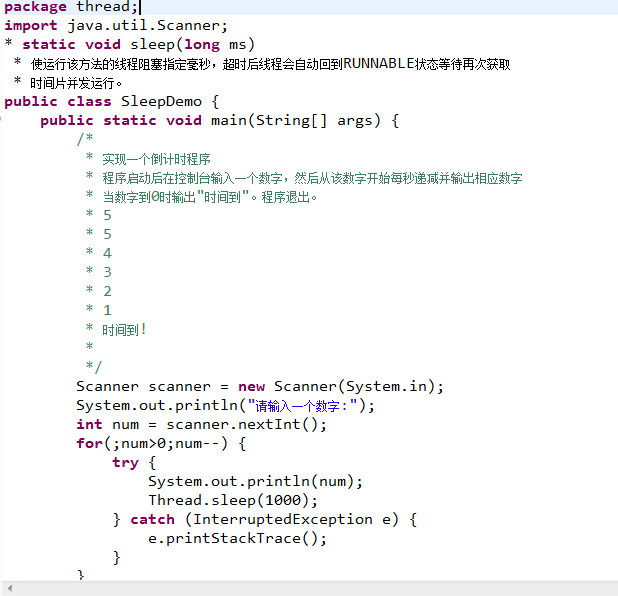 package thread;
import java.util.Scanner;
* static void sleep(long ms)
 * 使运行该方法的线程阻塞指定毫秒，超时后线程会自动回到RUNNABLE状态等待再次获取
 * 时间片并发运行。
public class SleepDemo {
    public static void main(String[] args) {
        /*
         * 实现一个倒计时程序
         * 程序启动后在控制台输入一个数字，然后从该数字开始每秒递减并输出相应数字
         * 当数字到0时输出"时间到"。程序退出。
         * 5
         * 5
         * 4
         * 3
         * 2
         * 1
         * 时间到！
         *
         */
        Scanner scanner = new Scanner(System.in);
        System.out.println("请输入一个数字：");
        int num = scanner.nextInt();
        for(;num>0;num--) {
            try {
                System.out.println(num);
                Thread.sleep(1000);
            } catch (InterruptedException e) {
                e.printStackTrace();
            }
        }